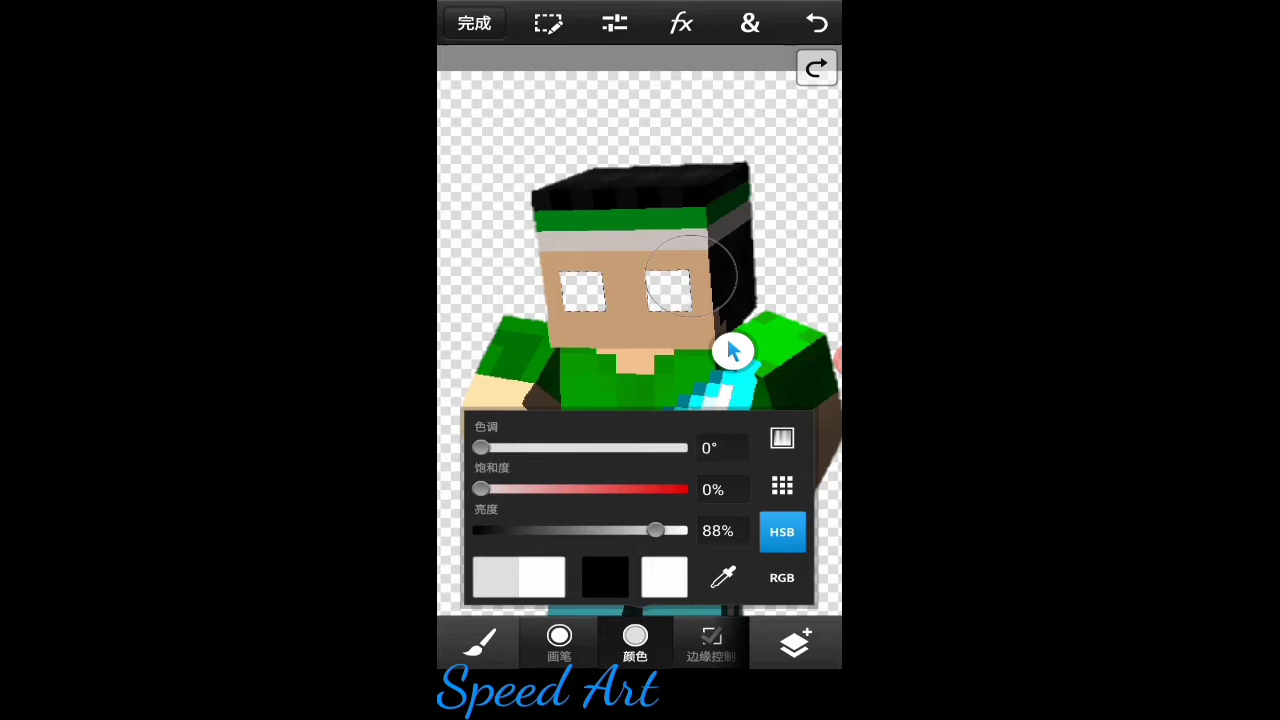 完成
fx
&
色调
0°
饱和度
0%
亮度
88%
HSB
RGB
画笔
颜色
边缘控制
Speed Art